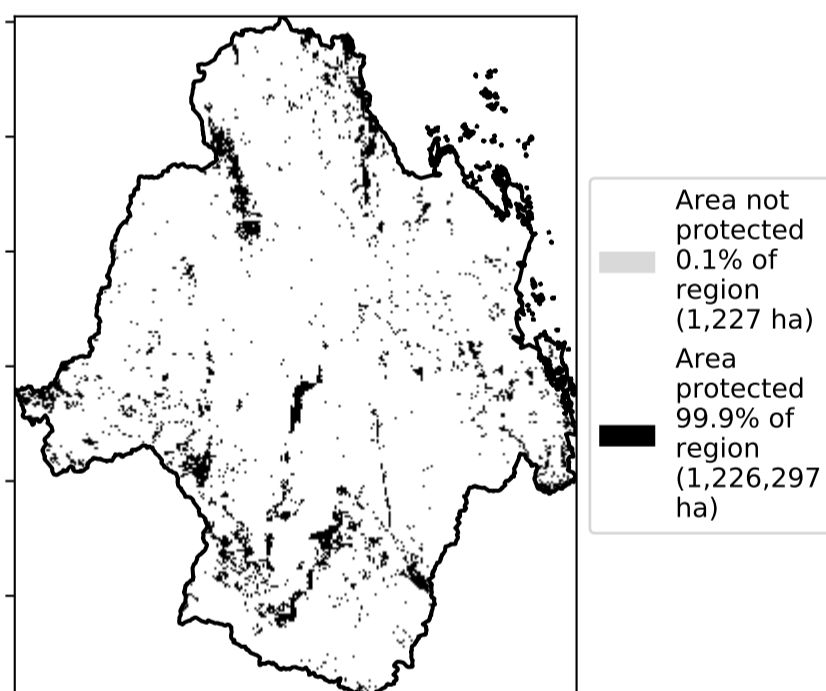 Area not
protected
0.1% of
region
(1,227 ha)
Area
protected
99.9% of
region
(1,226,297
ha)